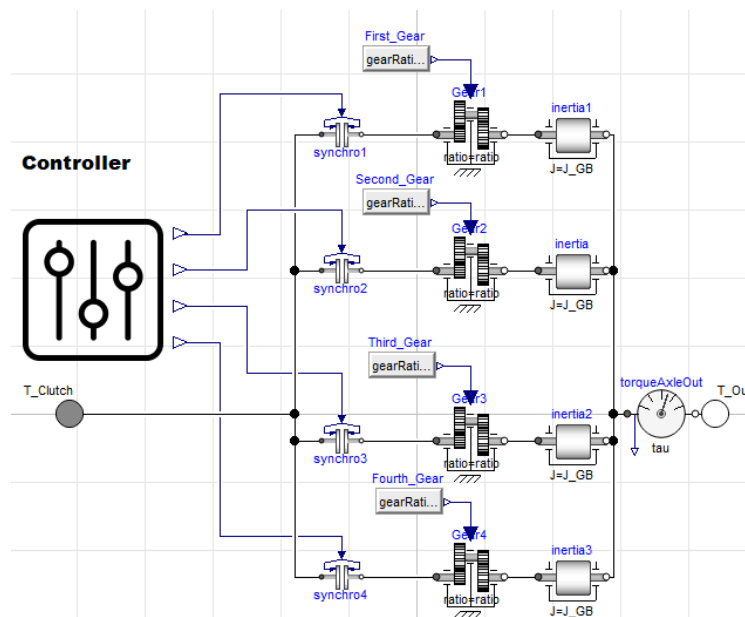 First_Gear
gearRati...
Gear1
inertia1
synchro1
ratio=ratio
J=J_GB
Controller
Second_Gear
gearRati...
Gear2
inertia
synchro2
ratio=ratio
J=J_GB
Third_Gear
gearRati...
T_Clutch
torqueAxleOut
T_Ou
Gear3
inertia2
tau
synchro3
ratio=ratio
J=J_GB
Fourth_Gear
gearRati...
Gear4
inertia3
synchro4
ratio=ratio
J=J_GB